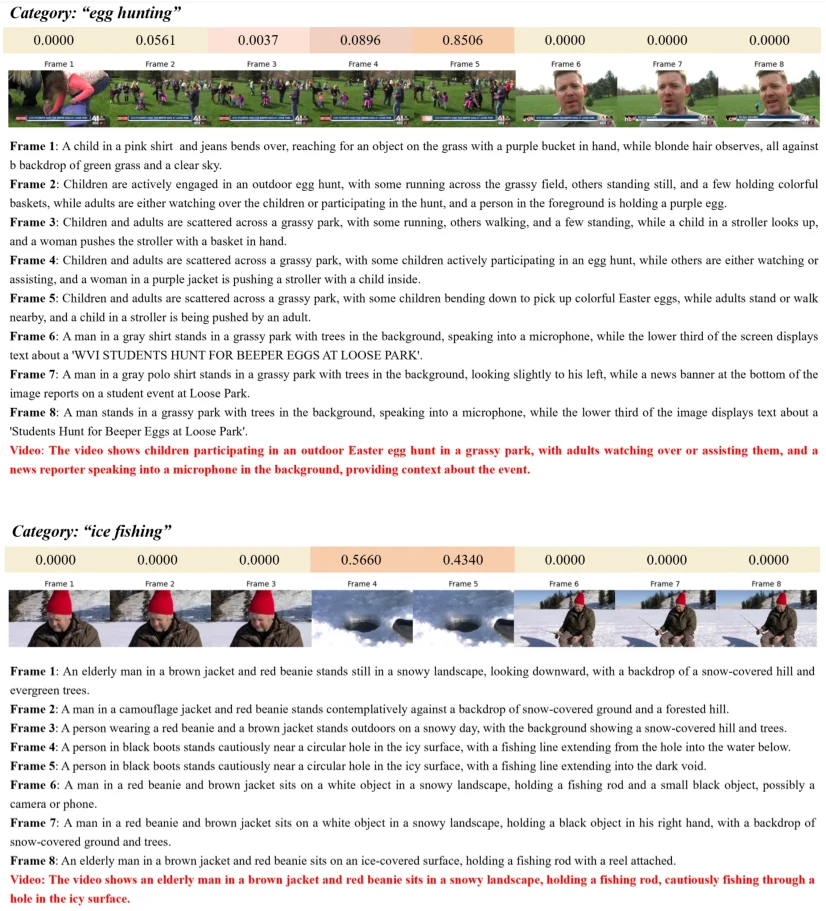 Category: “egg hunting”
0.0000 0.0561 0.0037 0.0896 0.8506 0.0000 0.0000 0.0000
Frame 1 Frame 2 Frame 3 Frame 4 Frame 5 Frame 6 Frame 7 Frame 8
Frame 1: A child in a pink shirt and jeans bends over, reaching for an object on the grass with a purple bucket in hand, while blonde hair observes, all against
b backdrop of green grass and a clear sky.
Frame 2: Children are actively engaged in an outdoor egg hunt, with some running across the grassy field, others standing still, and a few holding colorful
baskets, while adults are either watching over the children or participating in the hunt, and a person in the foreground is holding a purple egg.
Frame 3: Children and adults are scattered across a grassy park, with some running, others walking, and a few standing, while a child in a stroller looks up,
and a woman pushes the stroller with a basket in hand.
Frame 4: Children and adults are scattered across a grassy park, with some children actively participating in an egg hunt, while others are either watching or
assisting, and a woman in a purple jacket is pushing a stroller with a child inside.
Frame 5: Children and adults are scattered across a grassy park, with some children bending down to pick up colorful Easter eggs, while adults stand or walk
nearby, and a child in a stroller is being pushed by an adult.
Frame 6: A man in a gray shirt stands in a grassy park with trees in the background, speaking into a microphone, while the lower third of the screen displays
text about a 'WVI STUDENTS HUNT FOR BEEPER EGGS AT LOOSE PARK'.
Frame 7: A man in a gray polo shirt stands in a grassy park with trees in the background, looking slightly to his left, while a news banner at the bottom of the
image reports on a student event at Loose Park.
Frame 8: A man stands in a grassy park with trees in the background, speaking into a microphone, while the lower third of the image displays text about a
'Students Hunt for Beeper Eggs at Loose Park'.
Video: The video shows children participating in an outdoor Easter egg hunt in a grassy park, with adults watching over or assisting them, and a
news reporter speaking into a microphone in the background, providing context about the event.
Category: “ice fishing”
0.0000 0.0000 0.0000 0.5660 0.4340 0.0000 0.0000 0.0000
Frame 1 Frame 2 Frame 3 Frame 4 Frame 5 Frame 6 Frame 7 Frame 8
Frame 1: An elderly man in a brown jacket and red beanie stands still in a snowy landscape, looking downward, with a backdrop of a snow-covered hill and
evergreen trees.
Frame 2: A man in a camouflage jacket and red beanie stands contemplatively against a backdrop of snow-covered ground and a forested hill.
Frame 3: A person wearing a red beanie and a brown jacket stands outdoors on a snowy day, with the background showing a snow-covered hill and trees.
Frame 4: A person in black boots stands cautiously near a circular hole in the icy surface, with a fishing line extending from the hole into the water below.
Frame 5: A person in black boots stands cautiously near a circular hole in the icy surface, with a fishing line extending into the dark void.
Frame 6: A man in a red beanie and brown jacket sits on a white object in a snowy landscape, holding a fishing rod and a small black object, possibly a
camera or phone.
Frame 7: A man in a red beanie and brown jacket sits on a white object in a snowy landscape, holding a black object in his right hand, with a backdrop of
snow-covered ground and trees.
Frame 8: An elderly man in a brown jacket and red beanie sits on an ice-covered surface, holding a fishing rod with a reel attached.
Video: The video shows an elderly man in a brown jacket and red beanie sits in a snowy landscape, holding a fishing rod, cautiously fishing through a
hole in the icy surface.